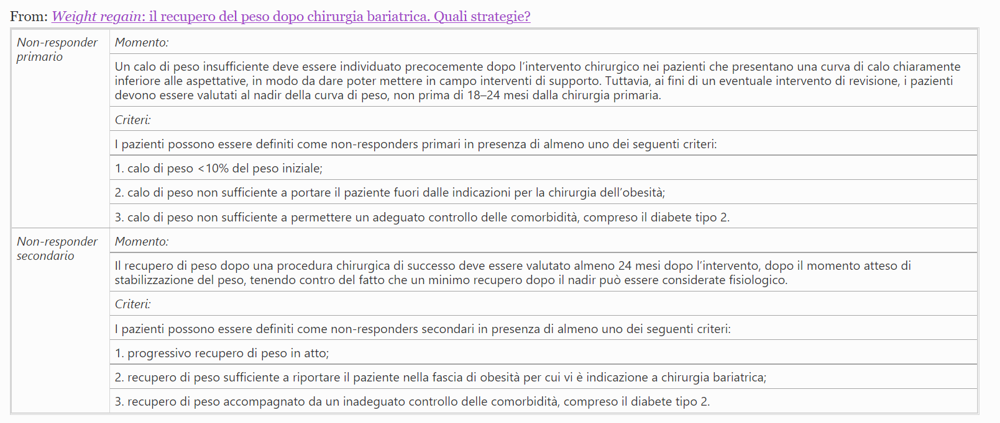 From: Weight regain: il recupero del peso dopo chirurgia bariatrica. Quali strategie?
Non-responder
primario
Momento:
Un calo di peso insufficiente deve essere individuato precocemente dopo l’intervento chirurgico nei pazienti che presentano una curva di calo chiaramente
inferiore alle aspettative, in modo da dare poter mettere in campo interventi di supporto. Tuttavia, ai fini di un eventuale intervento di revisione, i pazienti
devono essere valutati al nadir della curva di peso, non prima di 18–24 mesi dalla chirurgia primaria.
Criteri:
I pazienti possono essere definiti come non-responders primari in presenza di almeno uno dei seguenti criteri:
1. calo di peso <10% del peso iniziale;
2. calo di peso non sufficiente a portare il paziente fuori dalle indicazioni per la chirurgia dell’obesità;
3. calo di peso non sufficiente a permettere un adeguato controllo delle comorbidità, compreso il diabete tipo 2.
Non-responder
secondario
Momento:
Il recupero di peso dopo una procedura chirurgica di successo deve essere valutato almeno 24 mesi dopo l’intervento, dopo il momento atteso di
stabilizzazione del peso, tenendo contro del fatto che un minimo recupero dopo il nadir può essere considerate fisiologico.
Criteri:
I pazienti possono essere definiti come non-responders secondari in presenza di almeno uno dei seguenti criteri:
1. progressivo recupero di peso in atto;
2. recupero di peso sufficiente a riportare il paziente nella fascia di obesità per cui vi è indicazione a chirurgia bariatrica;
3. recupero di peso accompagnato da un inadeguato controllo delle comorbidità, compreso il diabete tipo 2.